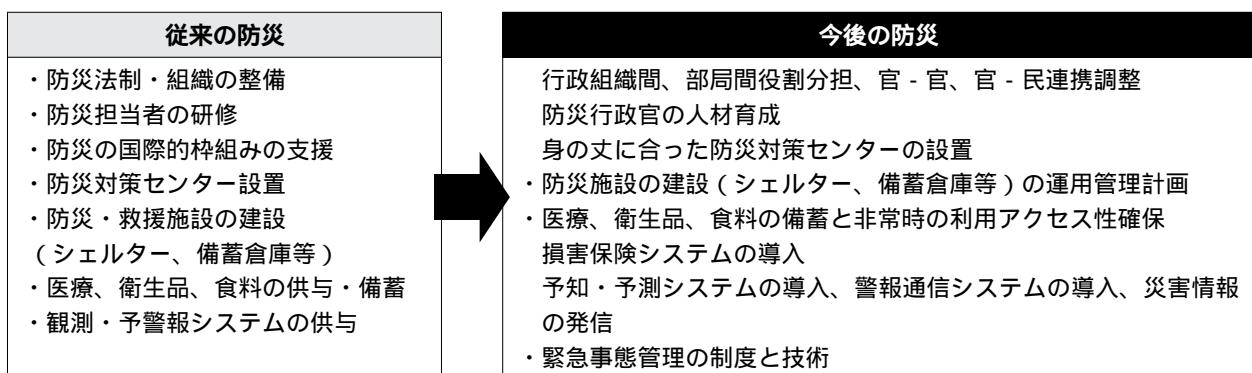 従来の防災
・防災法制・組織の整備
・防災担当者の研修
・防災の国際的枠組みの支援
・防災対策センター設置
・防災・救援施設の建設
（シェルター、備蓄倉庫等）
・医療、衛生品、食料の供与・備蓄
・観測・予警報システムの供与
今後の防災
行政組織間、部局間役割分担、官 - 官、官 - 民連携調整
防災行政官の人材育成
身の丈に合った防災対策センターの設置
・防災施設の建設（シェルター、備蓄倉庫等）の運用管理計画
・医療、衛生品、食料の備蓄と非常時の利用アクセス性確保
損害保険システムの導入
予知・予測システムの導入、警報通信システムの導入、災害情報
の発信
・緊急事態管理の制度と技術